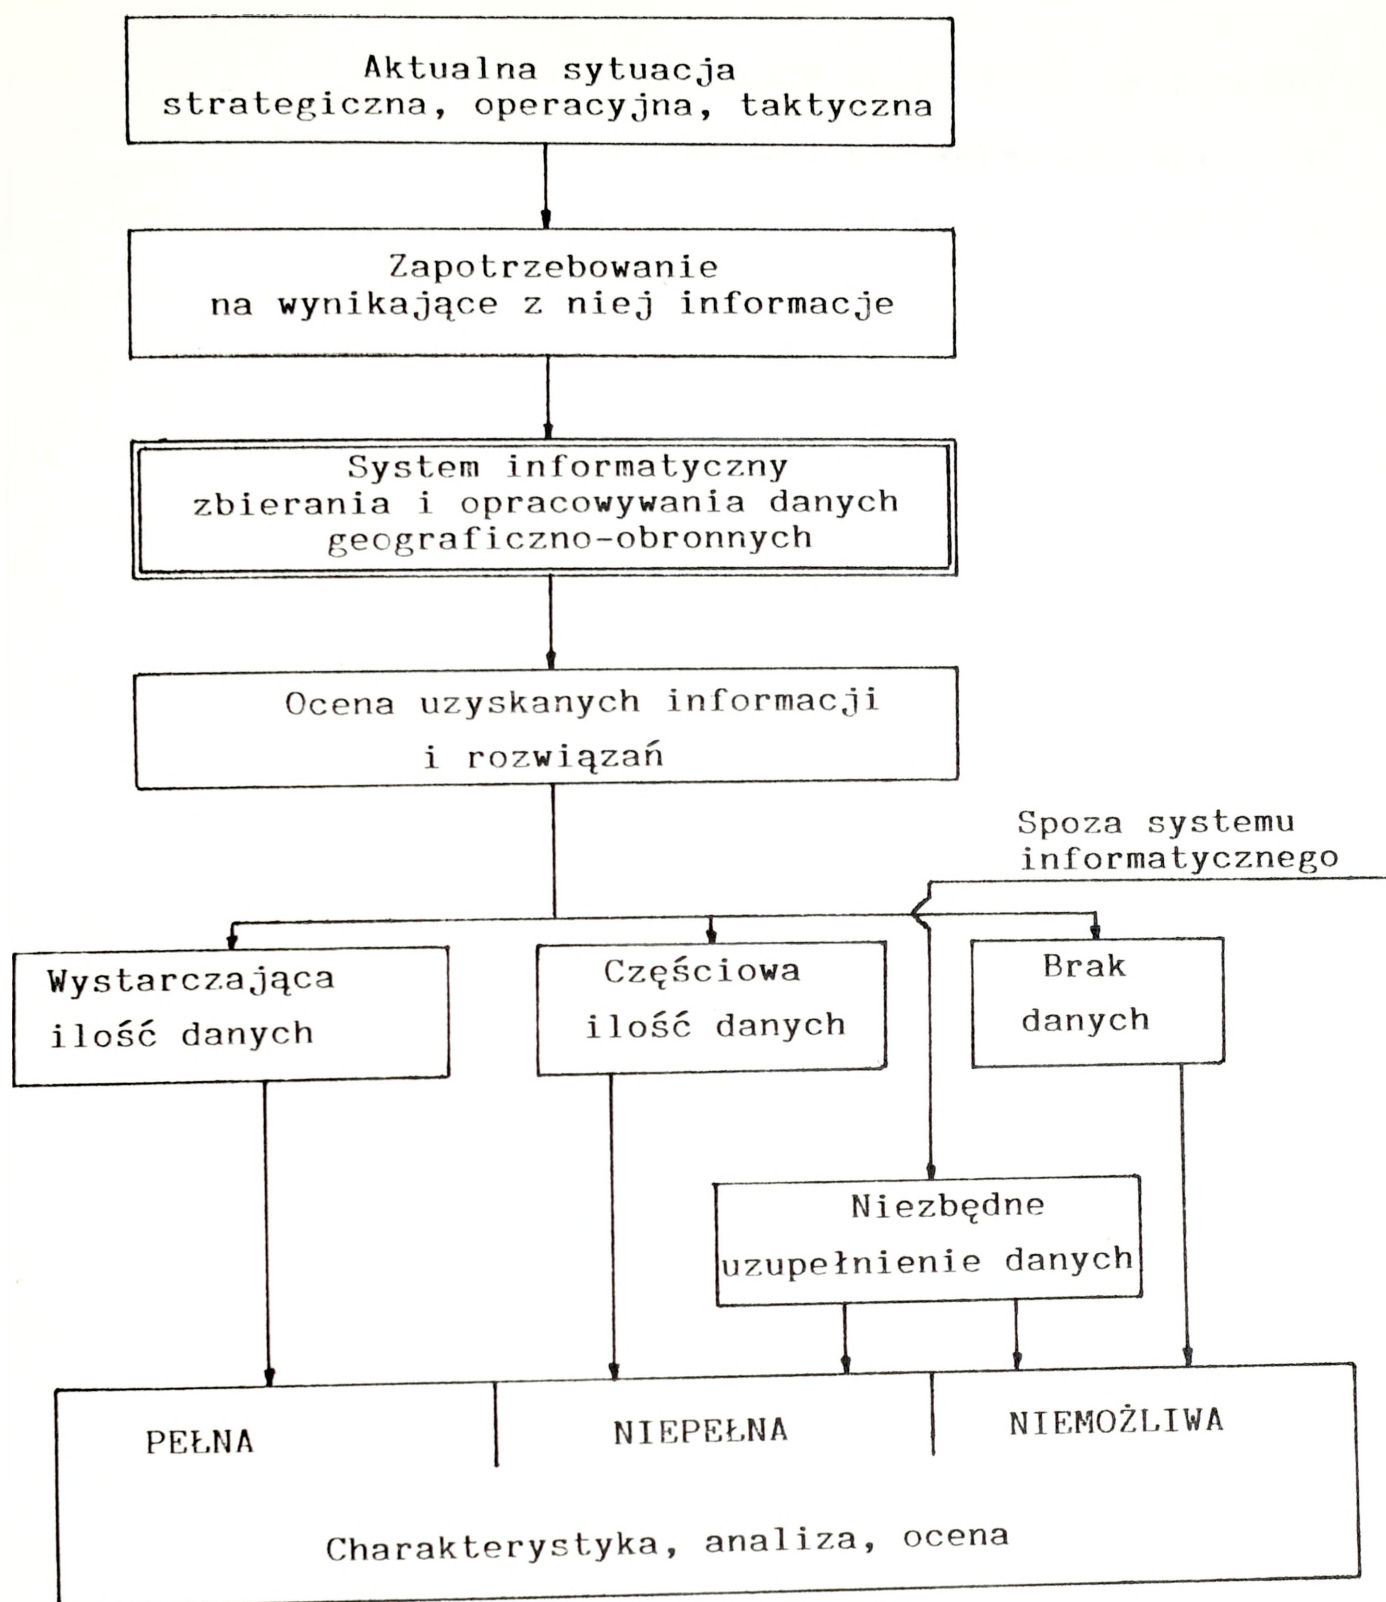 Aktualna sytuacja
strategiczna, operacyjna, taktyczna
Zapotrzebowanie
na wynikające z niej informacje
System informatyczny
zbierania i opracowywania danych
geograficzno-obronnych
Ocena uzyskanych informacji
i rozwiązań
Spoza systemu
informatycznego
Wystarczająca
ilość danych
Częściowa
ilość danych
Brak
danych
Niezbędne
uzupełnienie danych
PEŁNA
NIEPEŁNA
NIEMOŻLIWA
Charakterystyka, analiza, ocena